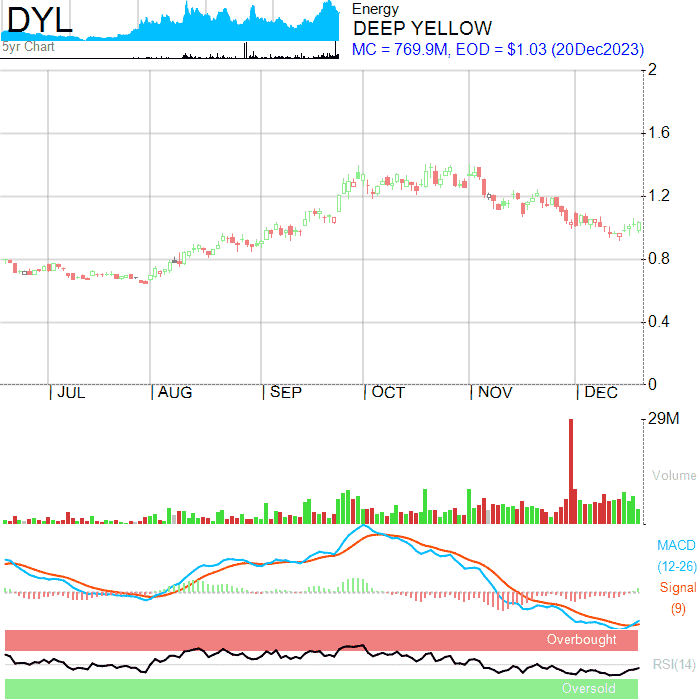 DYL
5yr Chart
Energy
DEEP YELLOW
MC = 769.9M, EOD = $1.03 (20Dec2023)
2
1.6
1.2
0.8
0.4
0
JUL AUG SEP OCT NOV DEC
29M
Volume
MACD
(12-26)
Signal
(9)
Overbought
RSI(14)
Oversold